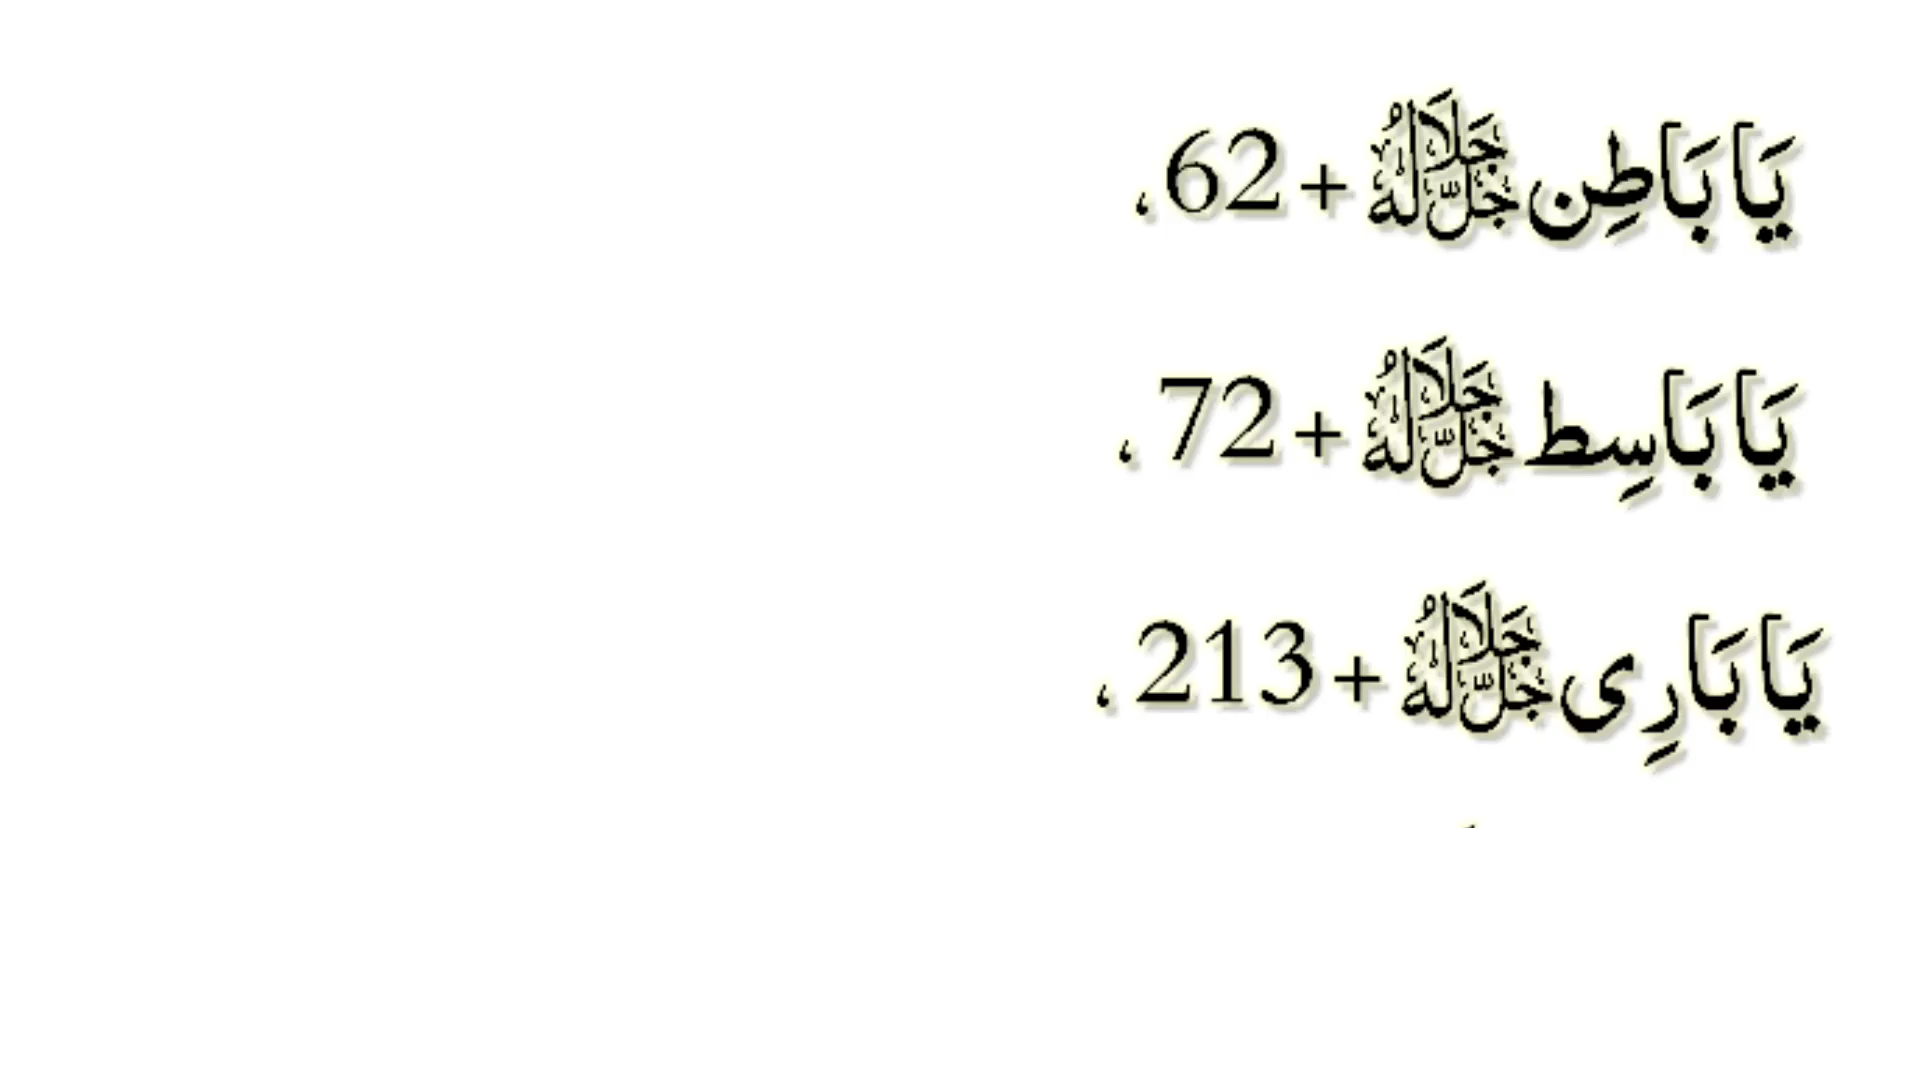 یَا بَاطِن جَلَّ جَلَالُهُ + 62 ،
یَا بَاسِط جَلَّ جَلَالُهُ + 72 ،
یَا بَارِی جَلَّ جَلَالُهُ + 213 ،